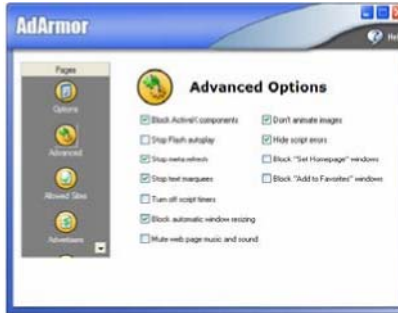 AdArmor
Hel
Pages
Options
Advanced
Allowed Sites
Advertisers
Advanced Options
Block ActiveX components
Stop Flash autoplay
Stop meta refresh
Stop text marquees
Turn off script timers
Block automatic window resizing
Mute web page music and sound
Don't animate images
Hide script errors
Block "Set Homepage" windows
Block "Add to Favorites" windows